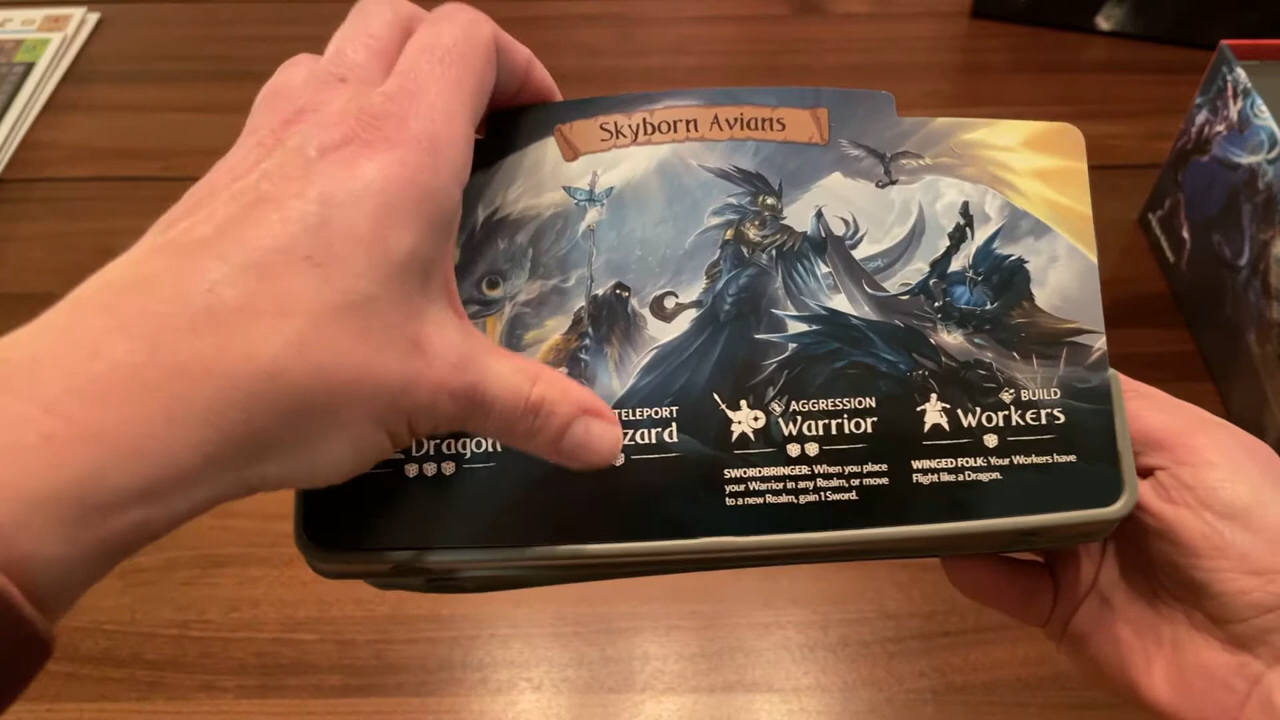 Skyborn Avians
Dragon
TELEPORT
zard
AGGRESSION
Warrior
SWORDBRINGER: When you place
your Warrior in any Realm, or move
to a new Realm, gain 1 Sword.
BUILD
Workers
WINGED FOLK: Your Workers have
Flight like a Dragon.